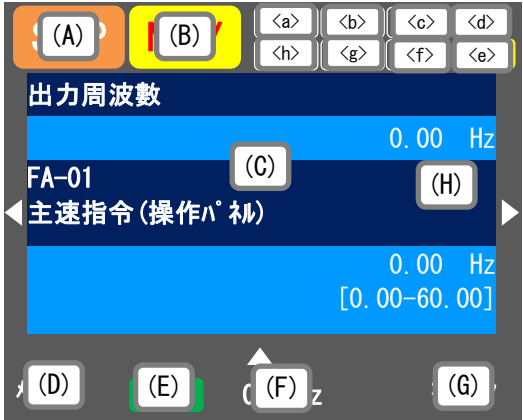 (A)
(B)
<a> <b> <c> <d>
<h> <g> <f> <e>
出力周波數
0.00 Hz
(C)
FA-01
(H)
主速指令(操作ﾊﾟﾈﾙ)
0.00 Hz
[0.00-60.00]
(D)
(E)
(F)
(G)